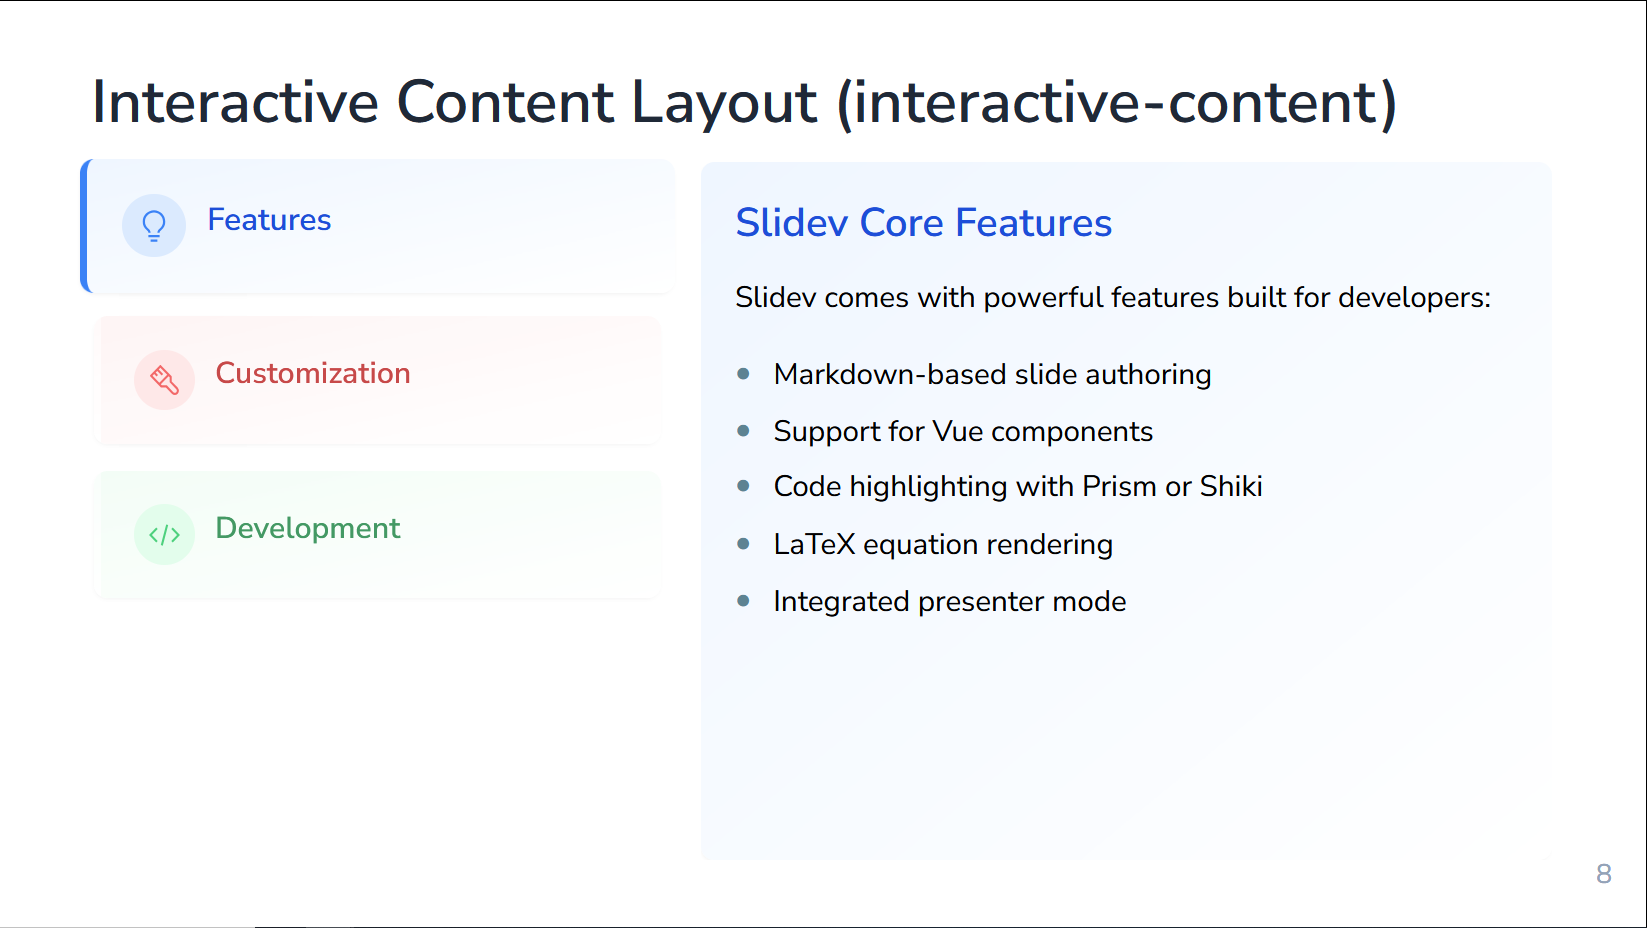 Interactive Content Layout (interactive-content)
Features
Customization
Development
Slidev Core Features
Slidev comes with powerful features built for developers:
Markdown-based slide authoring
Support for Vue components
Code highlighting with Prism or Shiki
LaTeX equation rendering
Integrated presenter mode
8